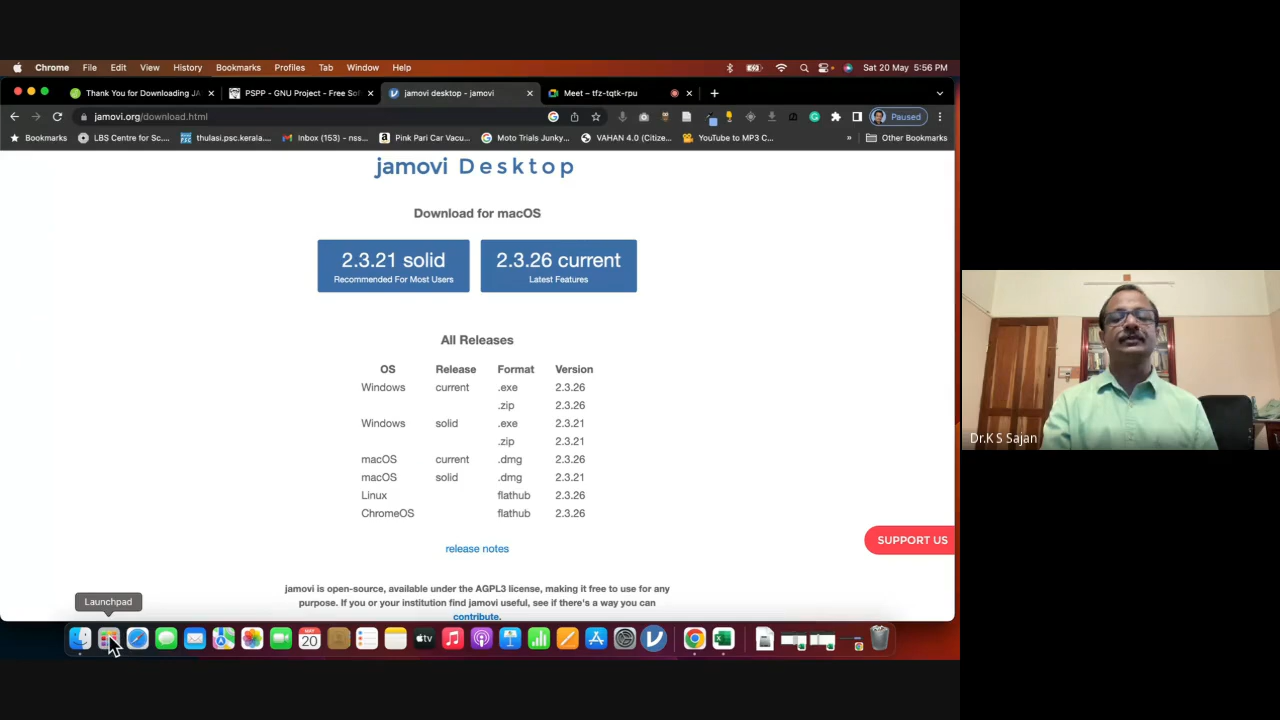 Chrome File Edit View History Bookmarks Profiles Tab Window Help Sat 20 May 5:56 PM
Thank You for Downloading JA PSPP - GNU Project - Free Sof jamovi desktop - jamovi Meet – tfz-tqtk-rpu
jamovi.org/download.html Paused
Bookmarks LBS Centre for Sc... thulasi.psc.kerala.... Inbox (153) - nss... Pink Pari Car Vacu... Moto Trials Junky... VAHAN 4.0 (Citize... YouTube to MP3 C... » Other Bookmarks
jamovi Desktop
Download for macOS
2.3.21 solid
Recommended For Most Users
2.3.26 current
Latest Features
All Releases
OS Release Format Version
Windows current .exe 2.3.26
.zip 2.3.26
Windows solid .exe 2.3.21
.zip 2.3.21
macOS current .dmg 2.3.26
macOS solid .dmg 2.3.21
Linux flathub 2.3.26
ChromeOS flathub 2.3.26
release notes
SUPPORT US
jamovi is open-source, available under the AGPL3 license, making it free to use for any
purpose. If you or your institution find jamovi useful, see if there's a way you can
contribute.
Launchpad
MAY
20
tv
Dr.K S Sajan